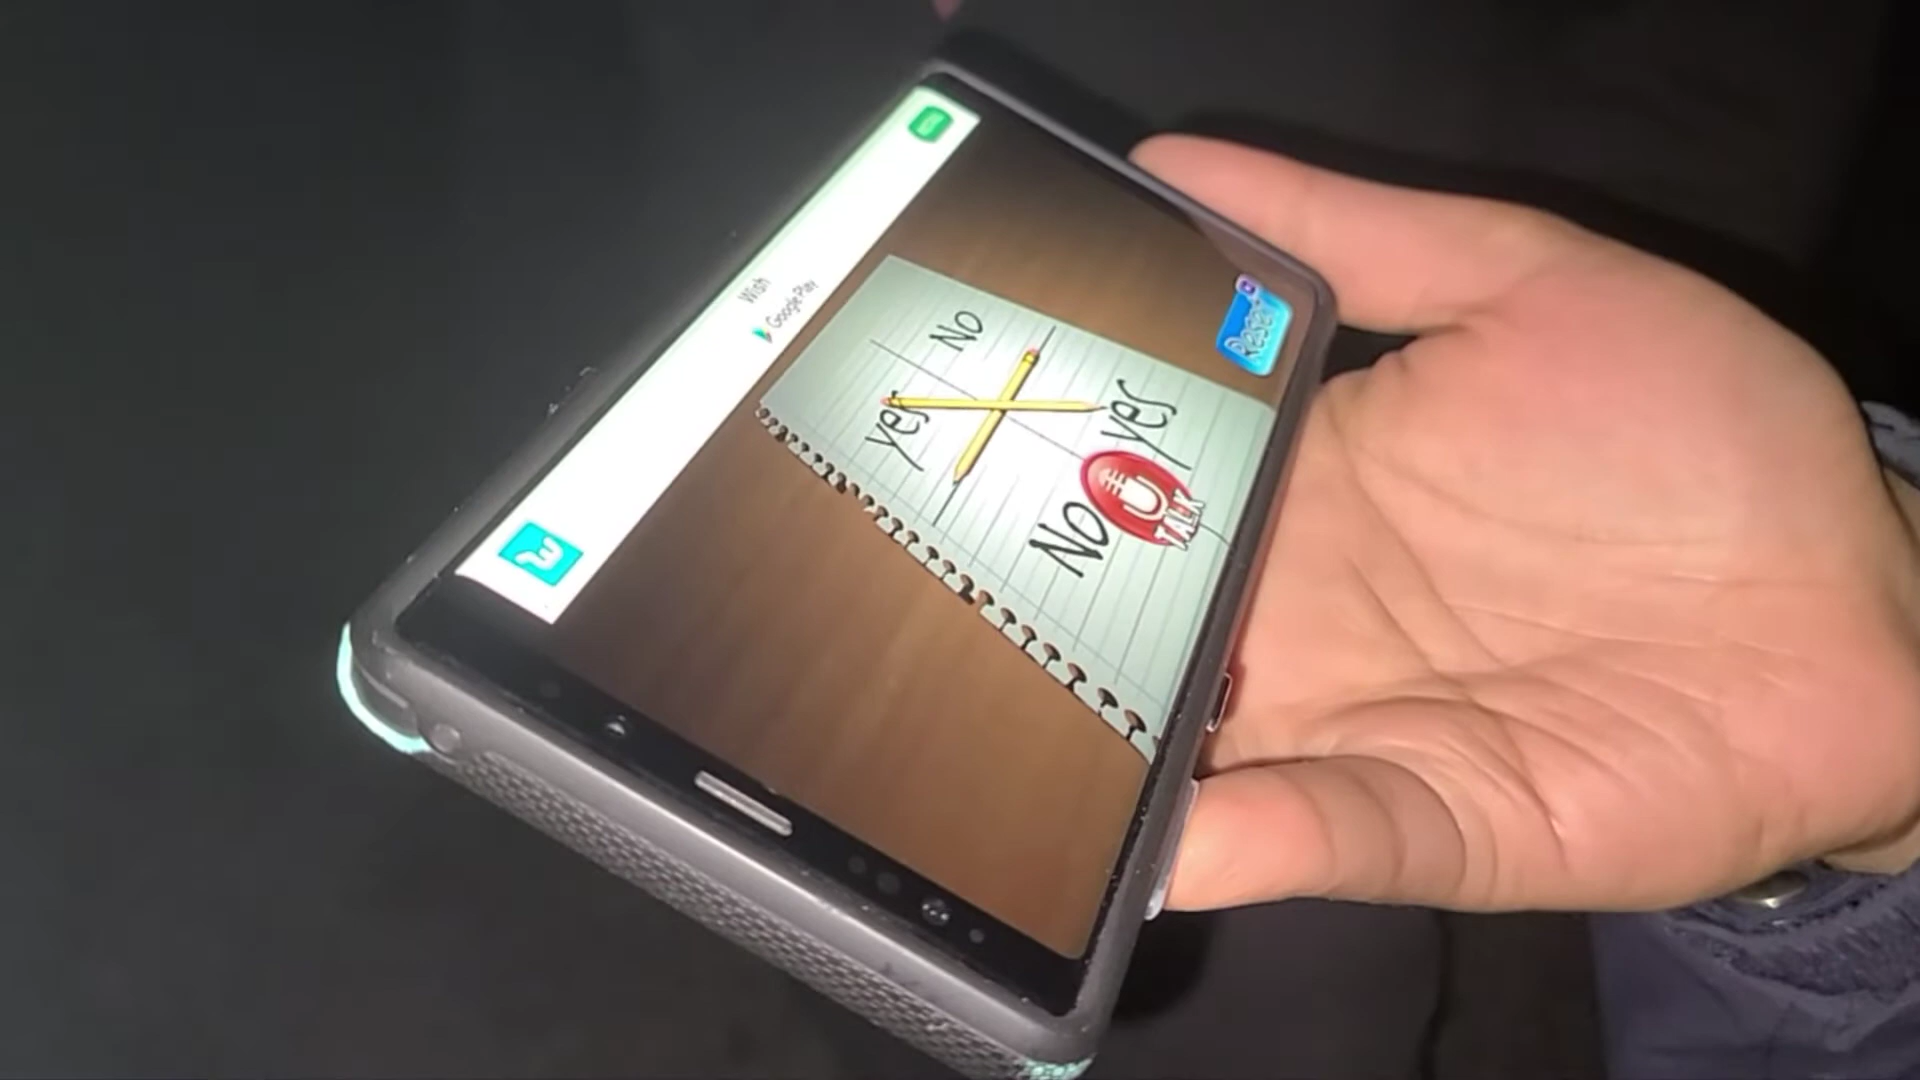 Wish
Google Play
No
yes
yes
No
TALK
Reset